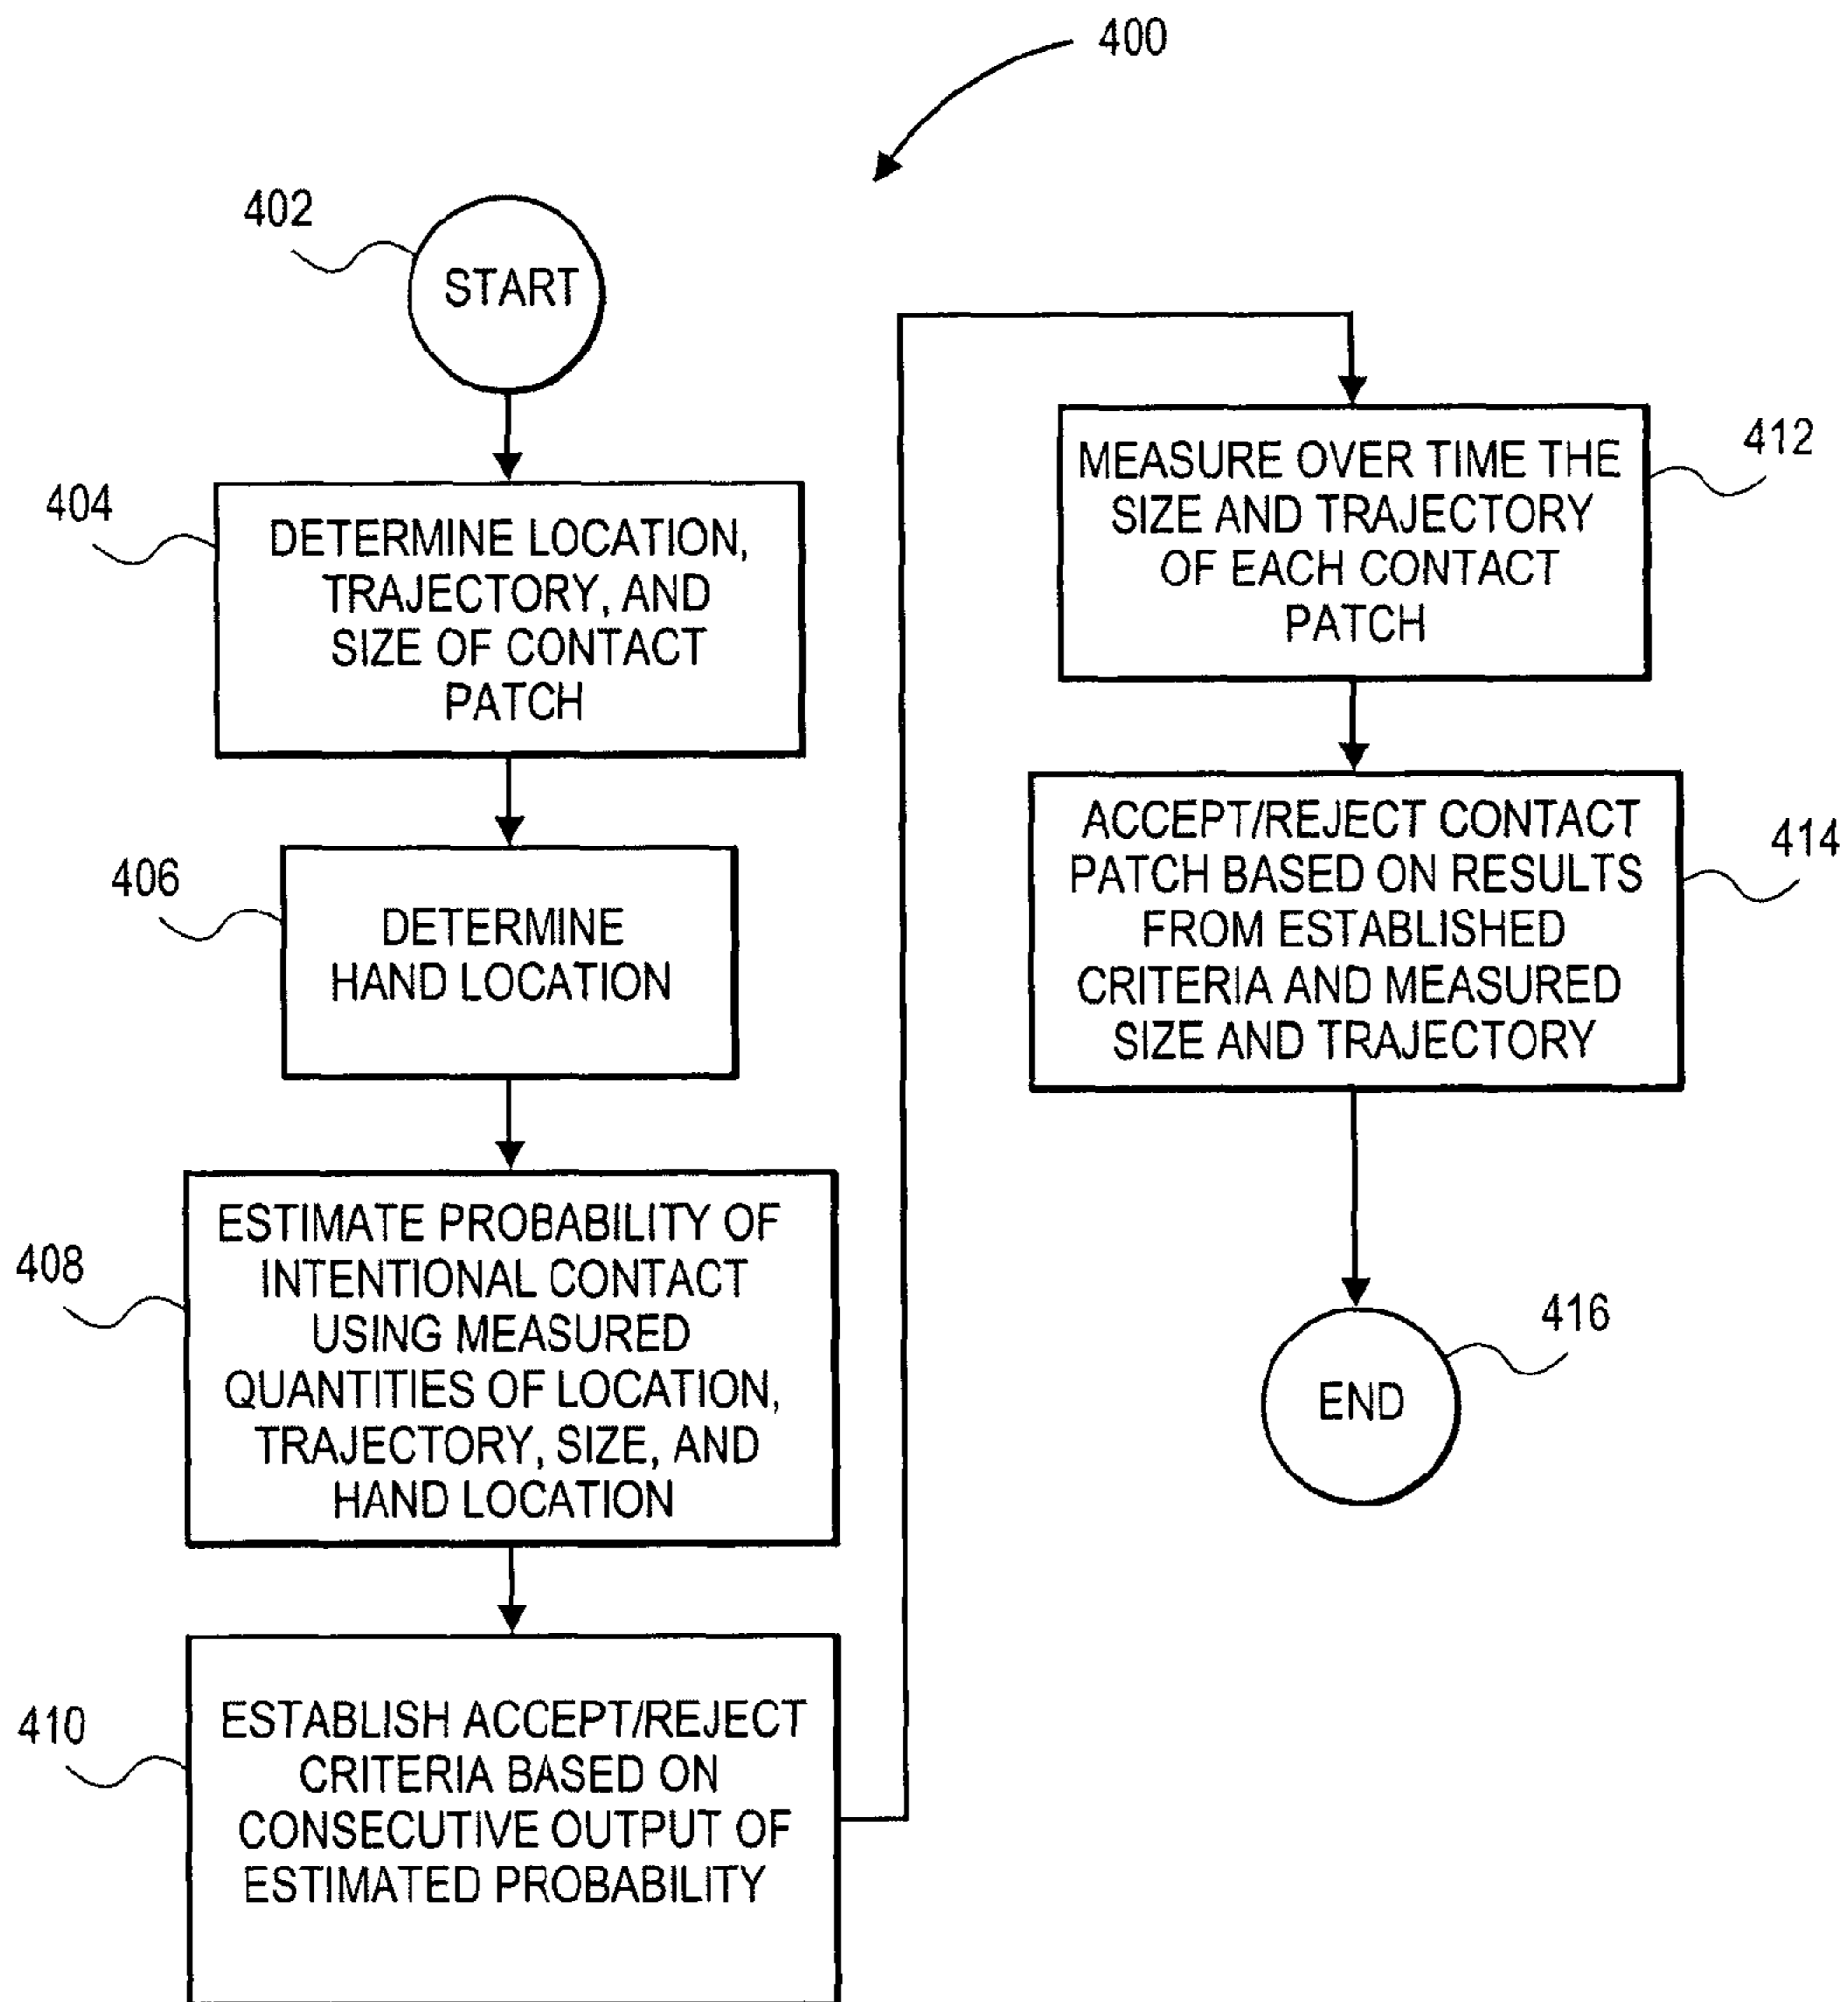 400
402
START
404
DETERMINE LOCATION,
TRAJECTORY, AND
SIZE OF CONTACT
PATCH
406
DETERMINE
HAND LOCATION
408
ESTIMATE PROBABILITY OF
INTENTIONAL CONTACT
USING MEASURED
QUANTITIES OF LOCATION,
TRAJECTORY, SIZE, AND
HAND LOCATION
410
ESTABLISH ACCEPT/REJECT
CRITERIA BASED ON
CONSECUTIVE OUTPUT OF
ESTIMATED PROBABILITY
412
MEASURE OVER TIME THE
SIZE AND TRAJECTORY
OF EACH CONTACT
PATCH
414
ACCEPT/REJECT CONTACT
PATCH BASED ON RESULTS
FROM ESTABLISHED
CRITERIA AND MEASURED
SIZE AND TRAJECTORY
416
END